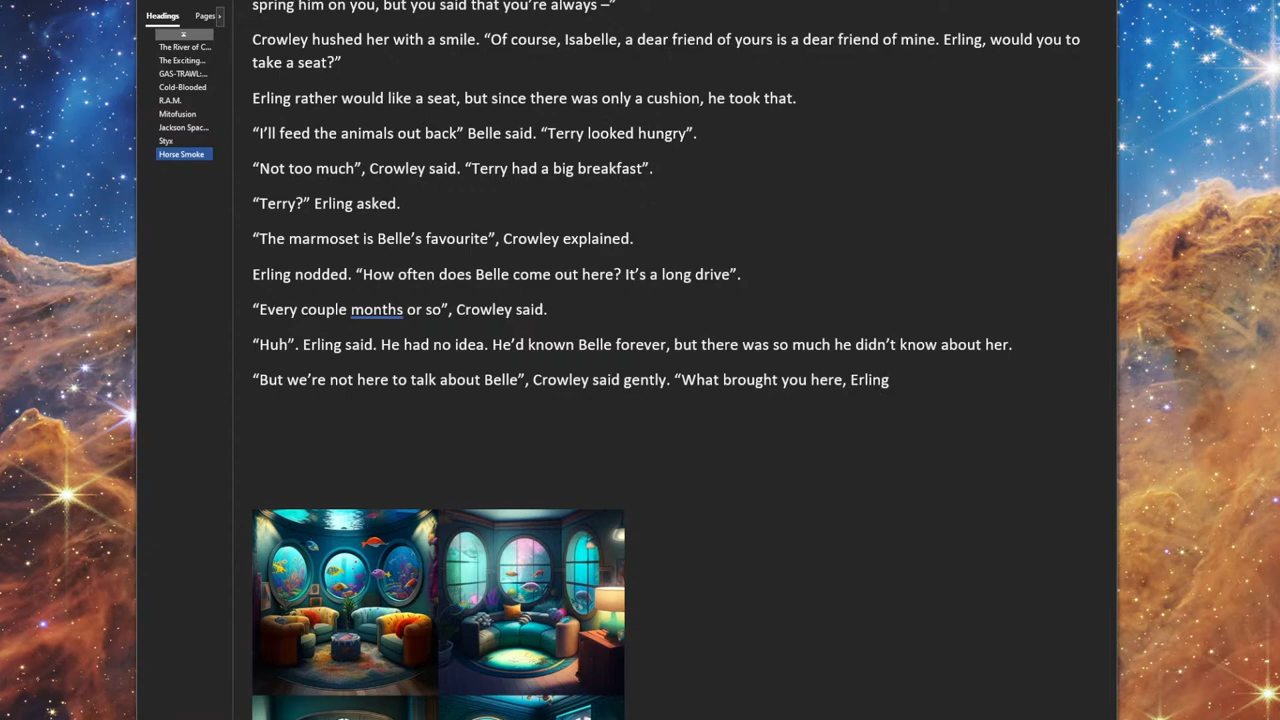 Headings
Pages
The River of C...
The Exciting...
GAS-TRAWL:...
Cold-Blooded
R.A.M.
Mitofusion
Jackson Spac...
Styx
Horse Smoke
spring him on you, but you said that you’re always –”
Crowley hushed her with a smile. “Of course, Isabelle, a dear friend of yours is a dear friend of mine. Erling, would you to
take a seat?”
Erling rather would like a seat, but since there was only a cushion, he took that.
“I’ll feed the animals out back” Belle said. “Terry looked hungry”.
“Not too much”, Crowley said. “Terry had a big breakfast”.
“Terry?” Erling asked.
“The marmoset is Belle’s favourite”, Crowley explained.
Erling nodded. “How often does Belle come out here? It’s a long drive”.
“Every couple months or so”, Crowley said.
“Huh”. Erling said. He had no idea. He’d known Belle forever, but there was so much he didn’t know about her.
“But we’re not here to talk about Belle”, Crowley said gently. “What brought you here, Erling